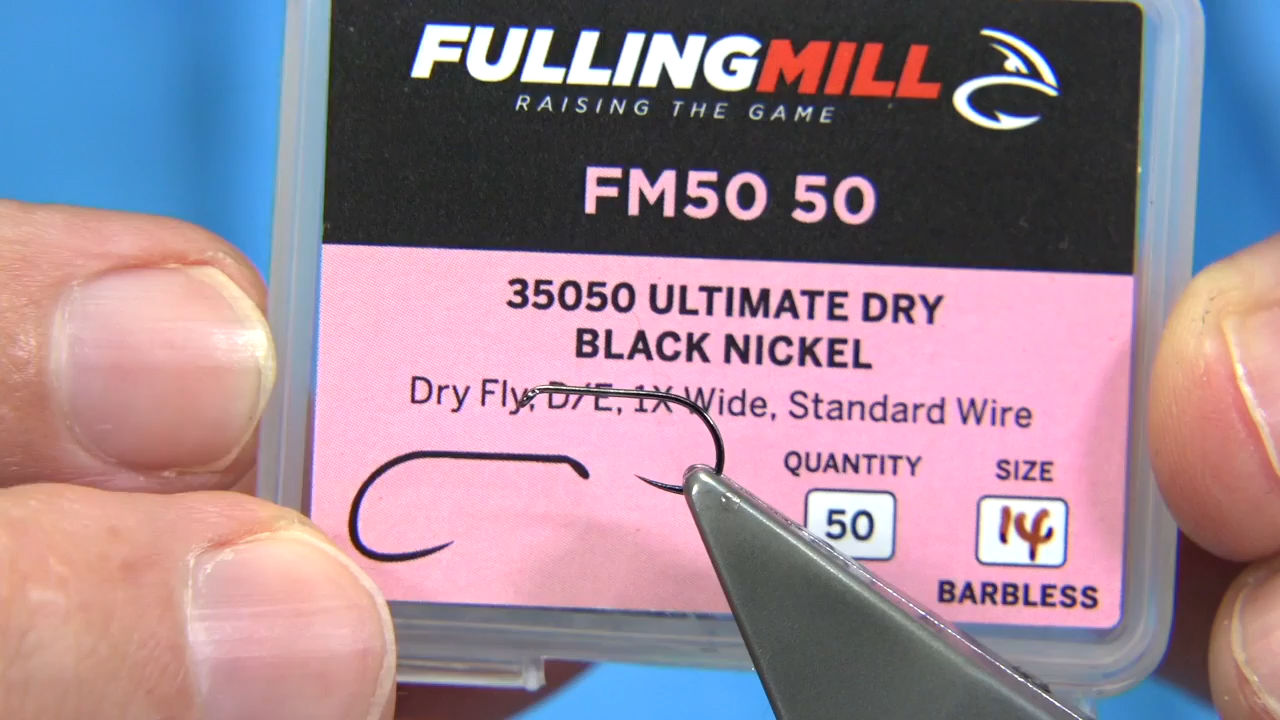 FULLINGMILL
RAISING THE GAME
FM50 50
35050 ULTIMATE DRY
BLACK NICKEL
Dry Fly, D/E, 1X Wide, Standard Wire
QUANTITY
50
SIZE
14
BARBLESS